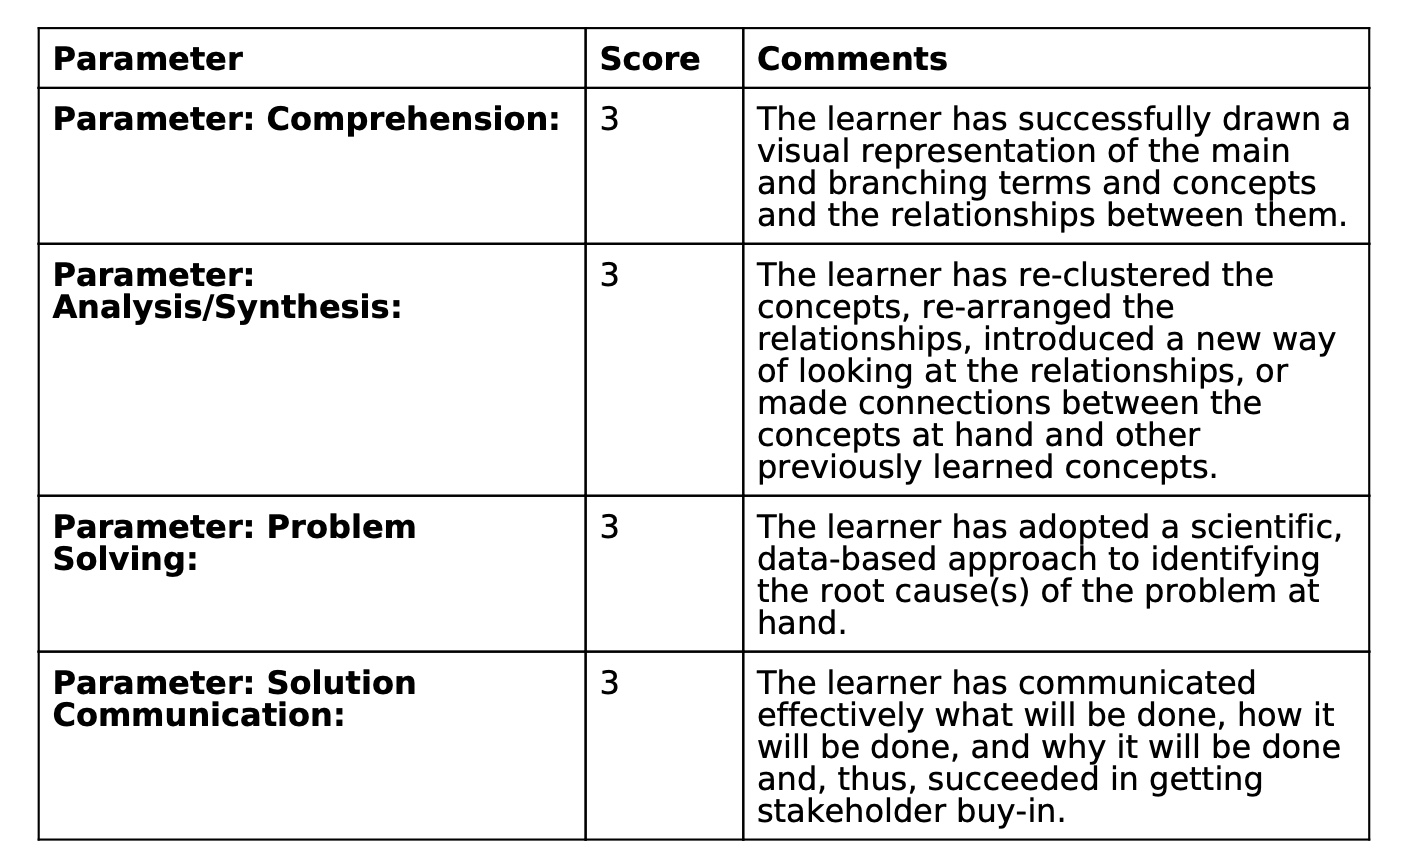 Parameter Score Comments
Parameter: Comprehension: 3 The learner has successfully drawn a
visual representation of the main
and branching terms and concepts
and the relationships between them.
Parameter: 3 The learner has re-clustered the
Analysis/Synthesis: concepts, re-arranged the
relationships, introduced a new way
of looking at the relationships, or
made connections between the
concepts at hand and other
previously learned concepts.
Parameter: Problem 3 The learner has adopted a scientific,
Solving: data-based approach to identifying
the root cause(s) of the problem at
hand.
Parameter: Solution 3 The learner has communicated
Communication: effectively what will be done, how it
will be done, and why it will be done
and, thus, succeeded in getting
stakeholder buy-in.